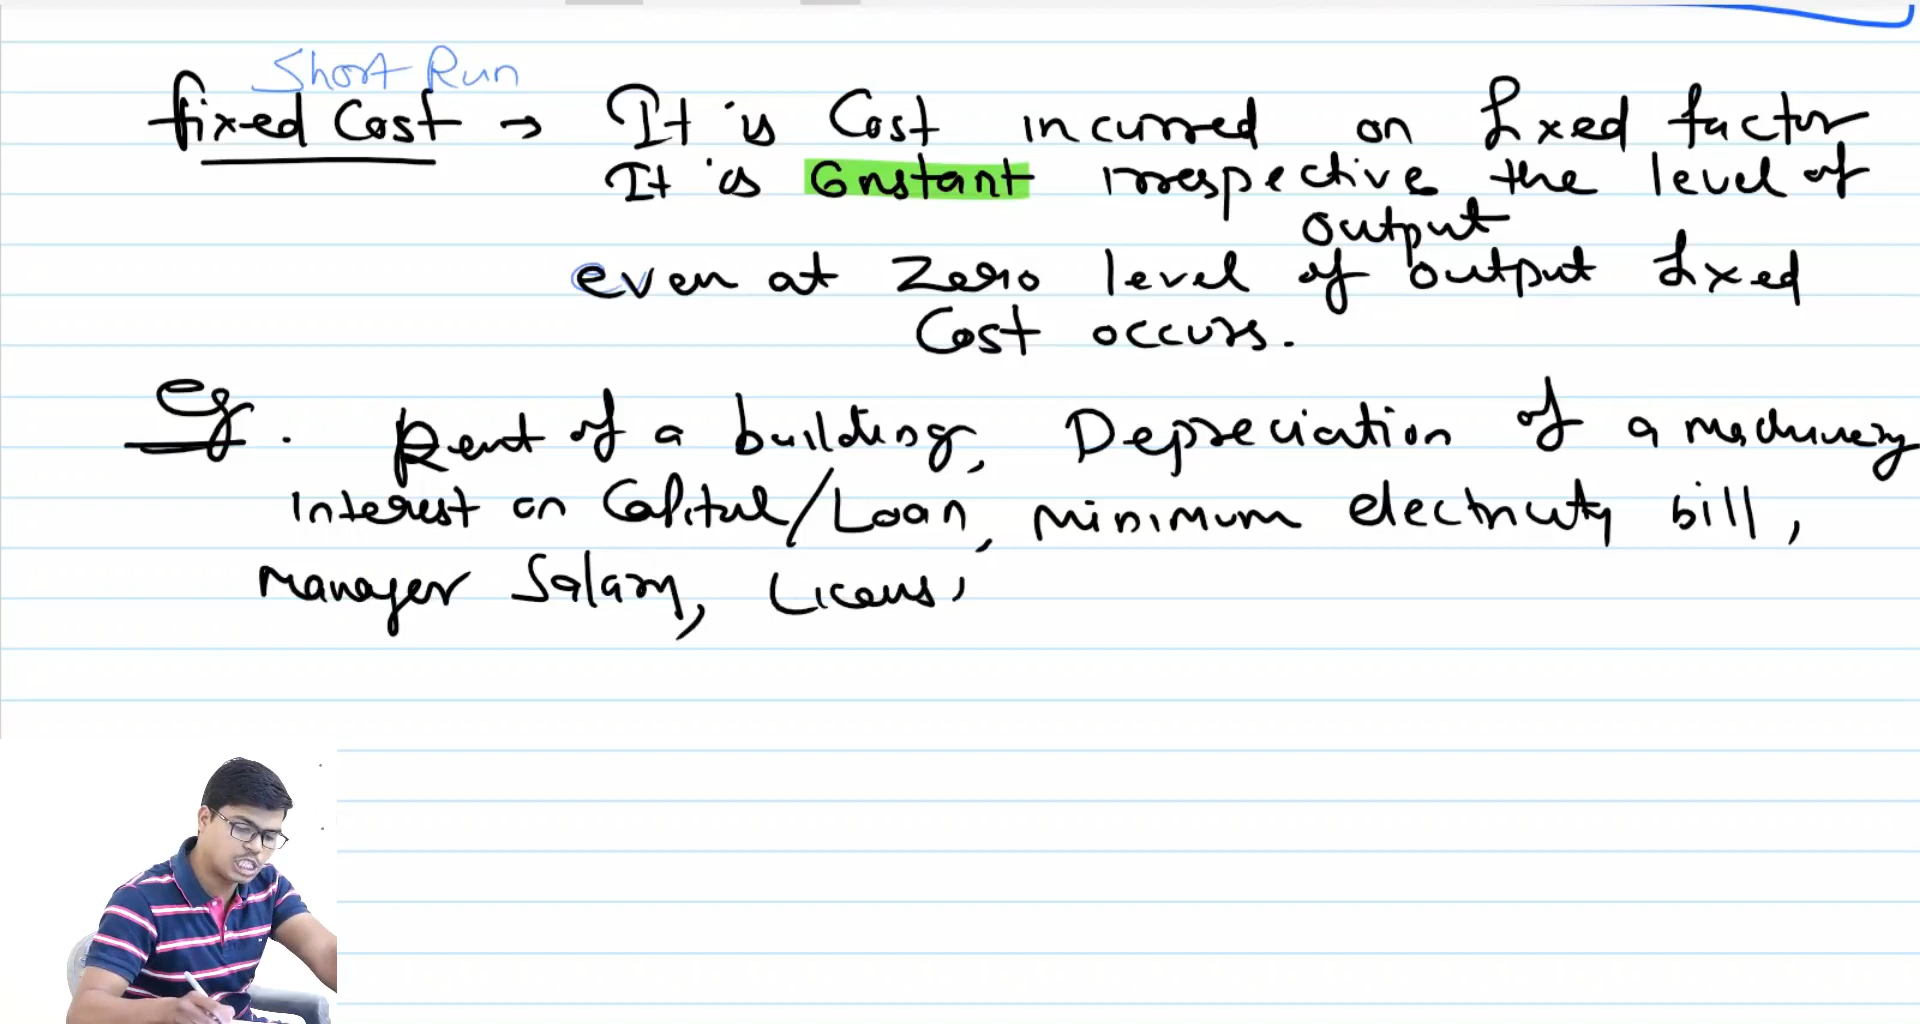 Short Run
fixed Cost → It is Cost incurred on fixed factor
It is Constant irrespective the level of
output
even at Zero level of output fixed
Cost occurs.
eg. Rent of a building, Depreciation of a machinery
interest on Capital/Loan, minimum electricity bill,
manager Salary, Licens